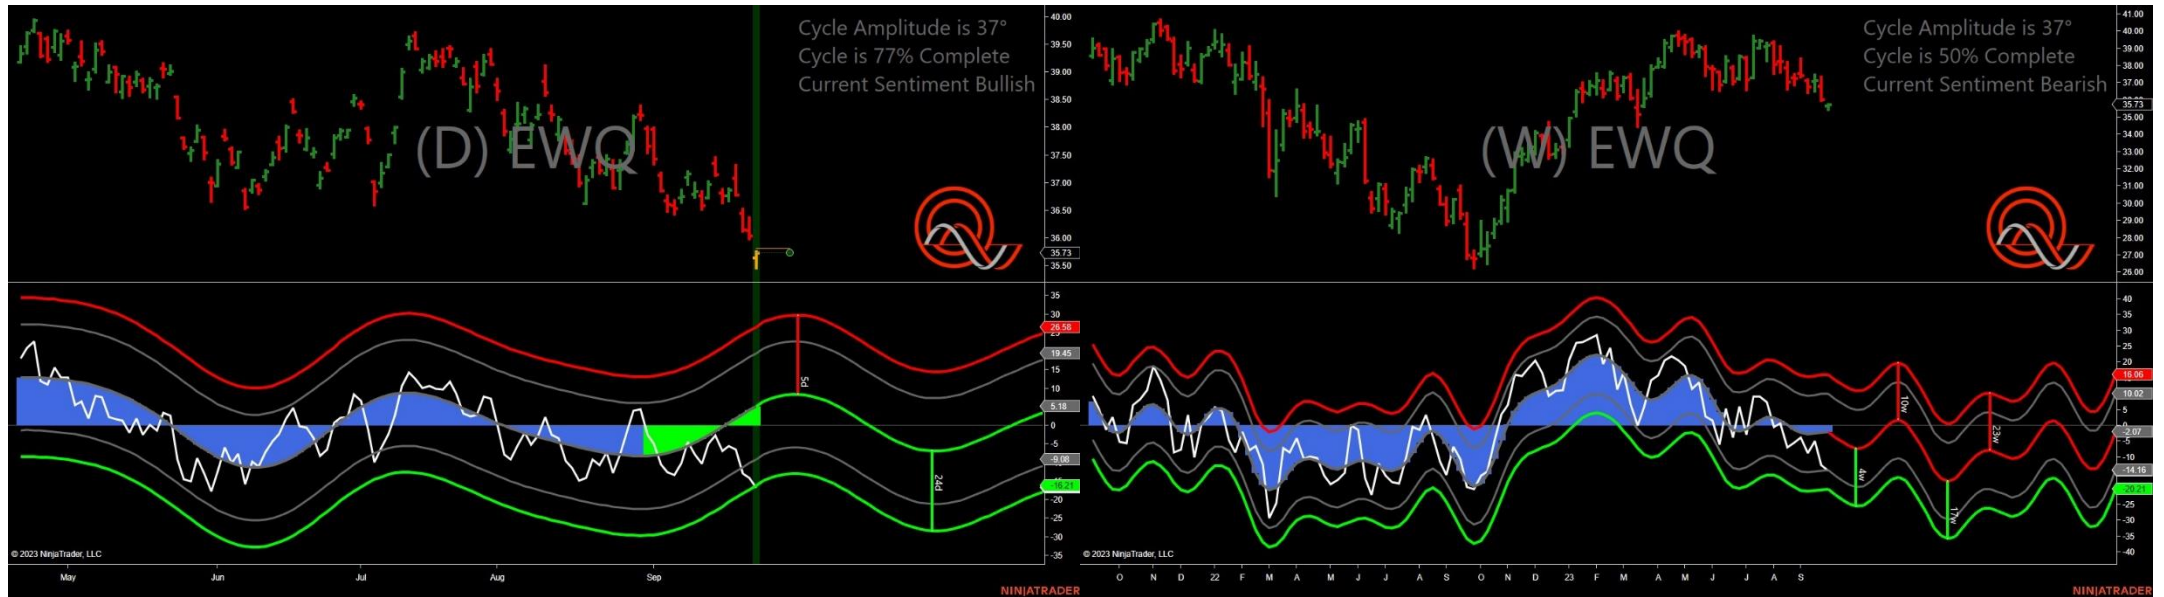 Cycle Amplitude is 37°
Cycle is 77% Complete
Current Sentiment Bullish
(D) EWQ
40.00
39.50
39.00
38.50
38.00
37.50
37.00
36.50
36.00
35.73
35.50
35
30
26.58
19.45
15
10
5.18
0
-5
-9.08
-16.21
-20
-25
-30
-35
5d
24d
© 2023 NinjaTrader, LLC
May Jun Jul Aug Sep
NINJATRADER
Cycle Amplitude is 37°
Cycle is 50% Complete
Current Sentiment Bearish
(W) EWQ
41.00
40.00
39.00
38.00
37.00
35.73
35.00
34.00
33.00
32.00
31.00
30.00
29.00
28.00
27.00
26.00
40
35
30
25
20
16.06
10.02
5
-2.07
-5
-10
-14.16
-20.21
-25
-30
-35
-40
10w
23w
4w
17w
© 2023 NinjaTrader, LLC
O N D 22 F M A M J J A S O N D 23 F M A M J J A S
NINJATRADER